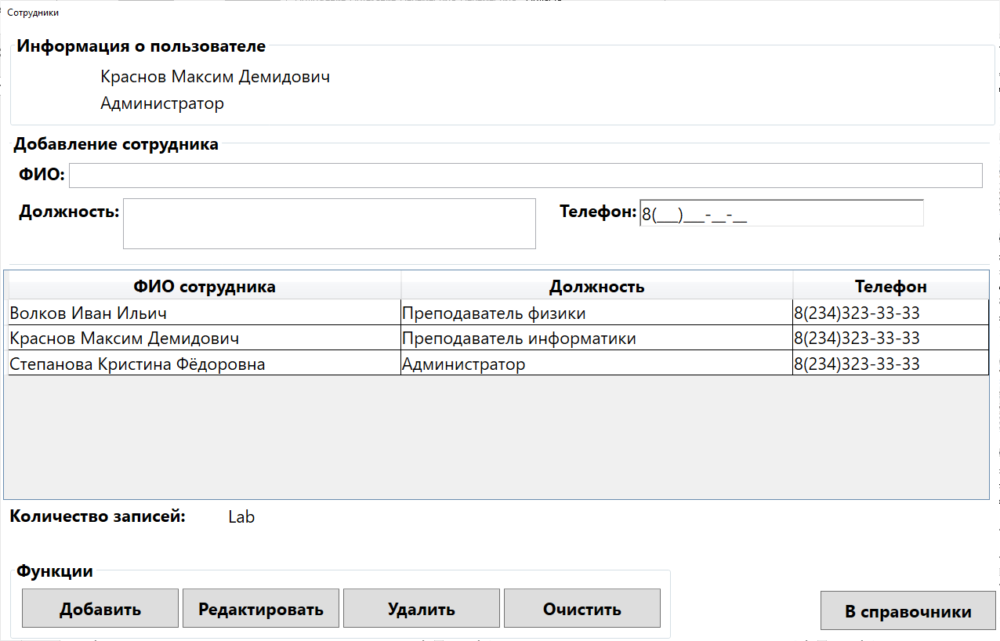 Сотрудники
Информация о пользователе
Краснов Максим Демидович
Администратор
Добавление сотрудника
ФИО:
Должность: Телефон: 8(___)___-__-__
ФИО сотрудника Должность Телефон
Волков Иван Ильич Преподаватель физики 8(234)323-33-33
Краснов Максим Демидович Преподаватель информатики 8(234)323-33-33
Степанова Кристина Фёдоровна Администратор 8(234)323-33-33
Количество записей: Lab
Функции
Добавить Редактировать Удалить Очистить В справочники